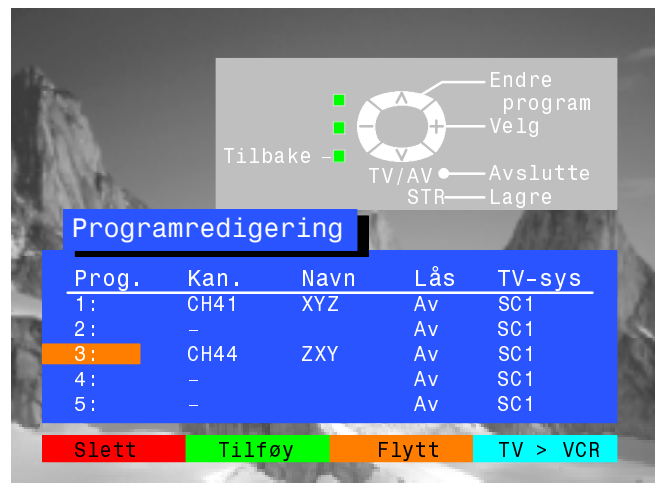 Endre
program
Velg
Tilbake
TV/AV Avslutte
STR Lagre
Programredigering
Prog. Kan. Navn Lås TV-sys
1: CH41 XYZ Av SC1
2: - Av SC1
3: CH44 ZXY Av SC1
4: - Av SC1
5: - Av SC1
Slett Tilføy Flytt TV > VCR